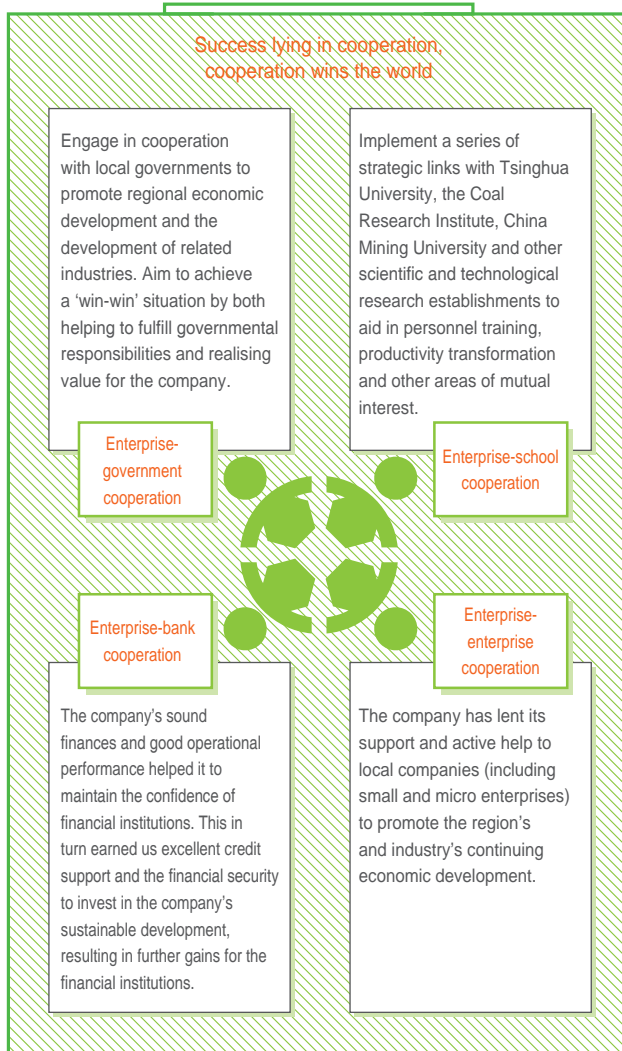 Success lying in cooperation,
cooperation wins the world
Engage in cooperation
with local governments to
promote regional economic
development and the
development of related
industries. Aim to achieve
a ‘win-win’ situation by both
helping to fulfill governmental
responsibilities and realising
value for the company.
Enterprise-
government
cooperation
Implement a series of
strategic links with Tsinghua
University, the Coal
Research Institute, China
Mining University and other
scientific and technological
research establishments to
aid in personnel training,
productivity transformation
and other areas of mutual
interest.
Enterprise-school
cooperation
Enterprise-bank
cooperation
The company’s sound
finances and good operational
performance helped it to
maintain the confidence of
financial institutions. This in
turn earned us excellent credit
support and the financial security
to invest in the company’s
sustainable development,
resulting in further gains for the
financial institutions.
Enterprise-
enterprise
cooperation
The company has lent its
support and active help to
local companies (including
small and micro enterprises)
to promote the region’s
and industry’s continuing
economic development.